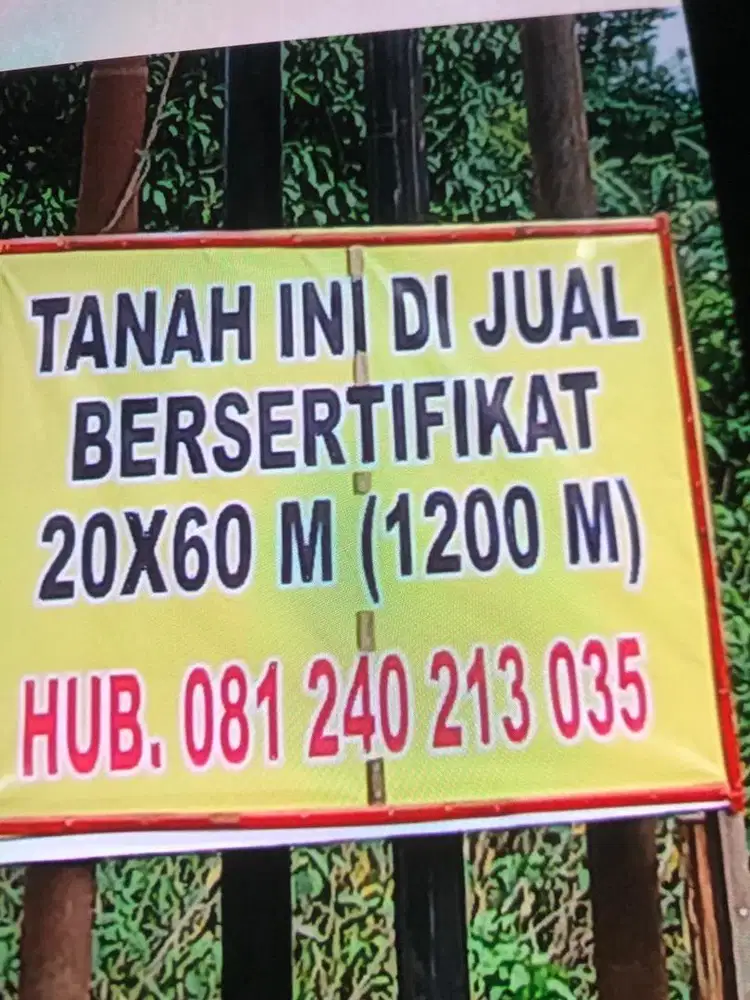 TANAH INI DI JUAL
BERSERTIFIKAT
20X60 M (1200 M)
HUB. 081 240 213 035